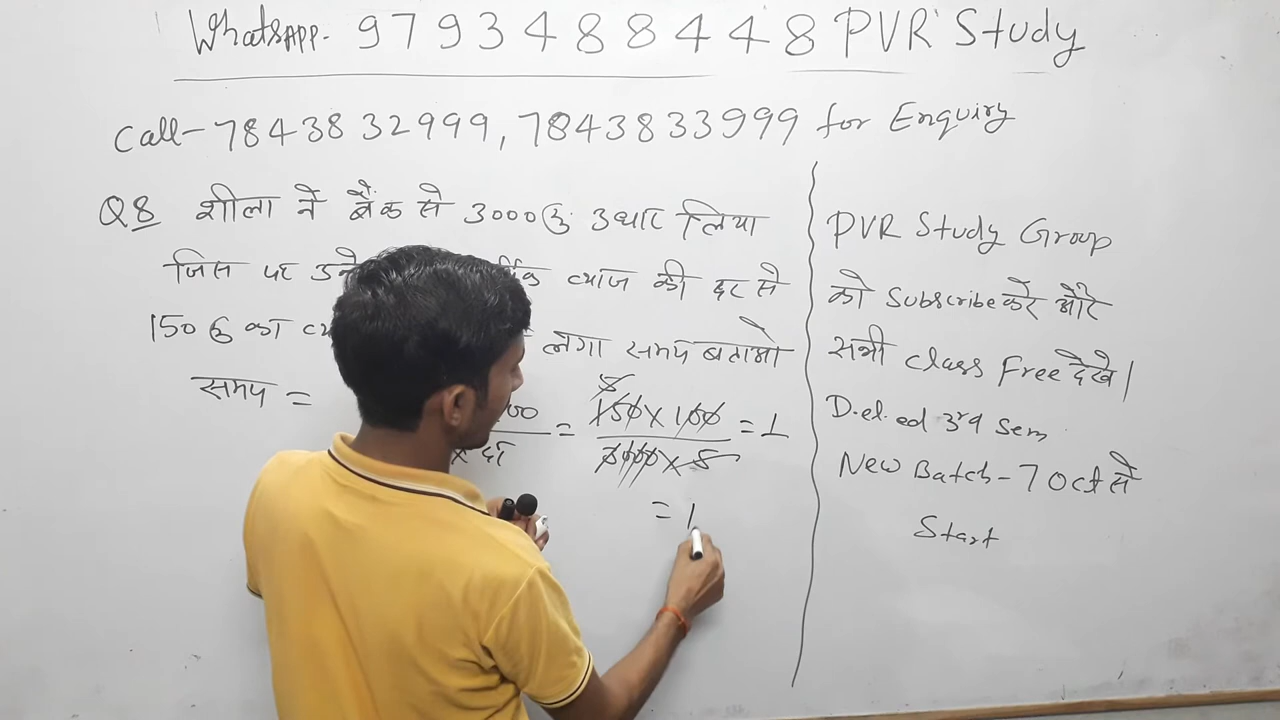 WhatsAPP. 9793488448 PVR Study
Call-7843832999, 7843833999 for Enquiry
Q8 शीला ने बैंक से 3000रु उधार लिया
जिस पर उसे ब्याज की दर से
150रु का लगेगा समय बताओ
समय =
= 150 x 100 / 3000 x 5 = 1
5
= 1
PVR Study Group
को Subscribe करें और
सभी Class Free देखे|
D.el.ed 3rd Sem
New Batch - 7 Oct से
Start